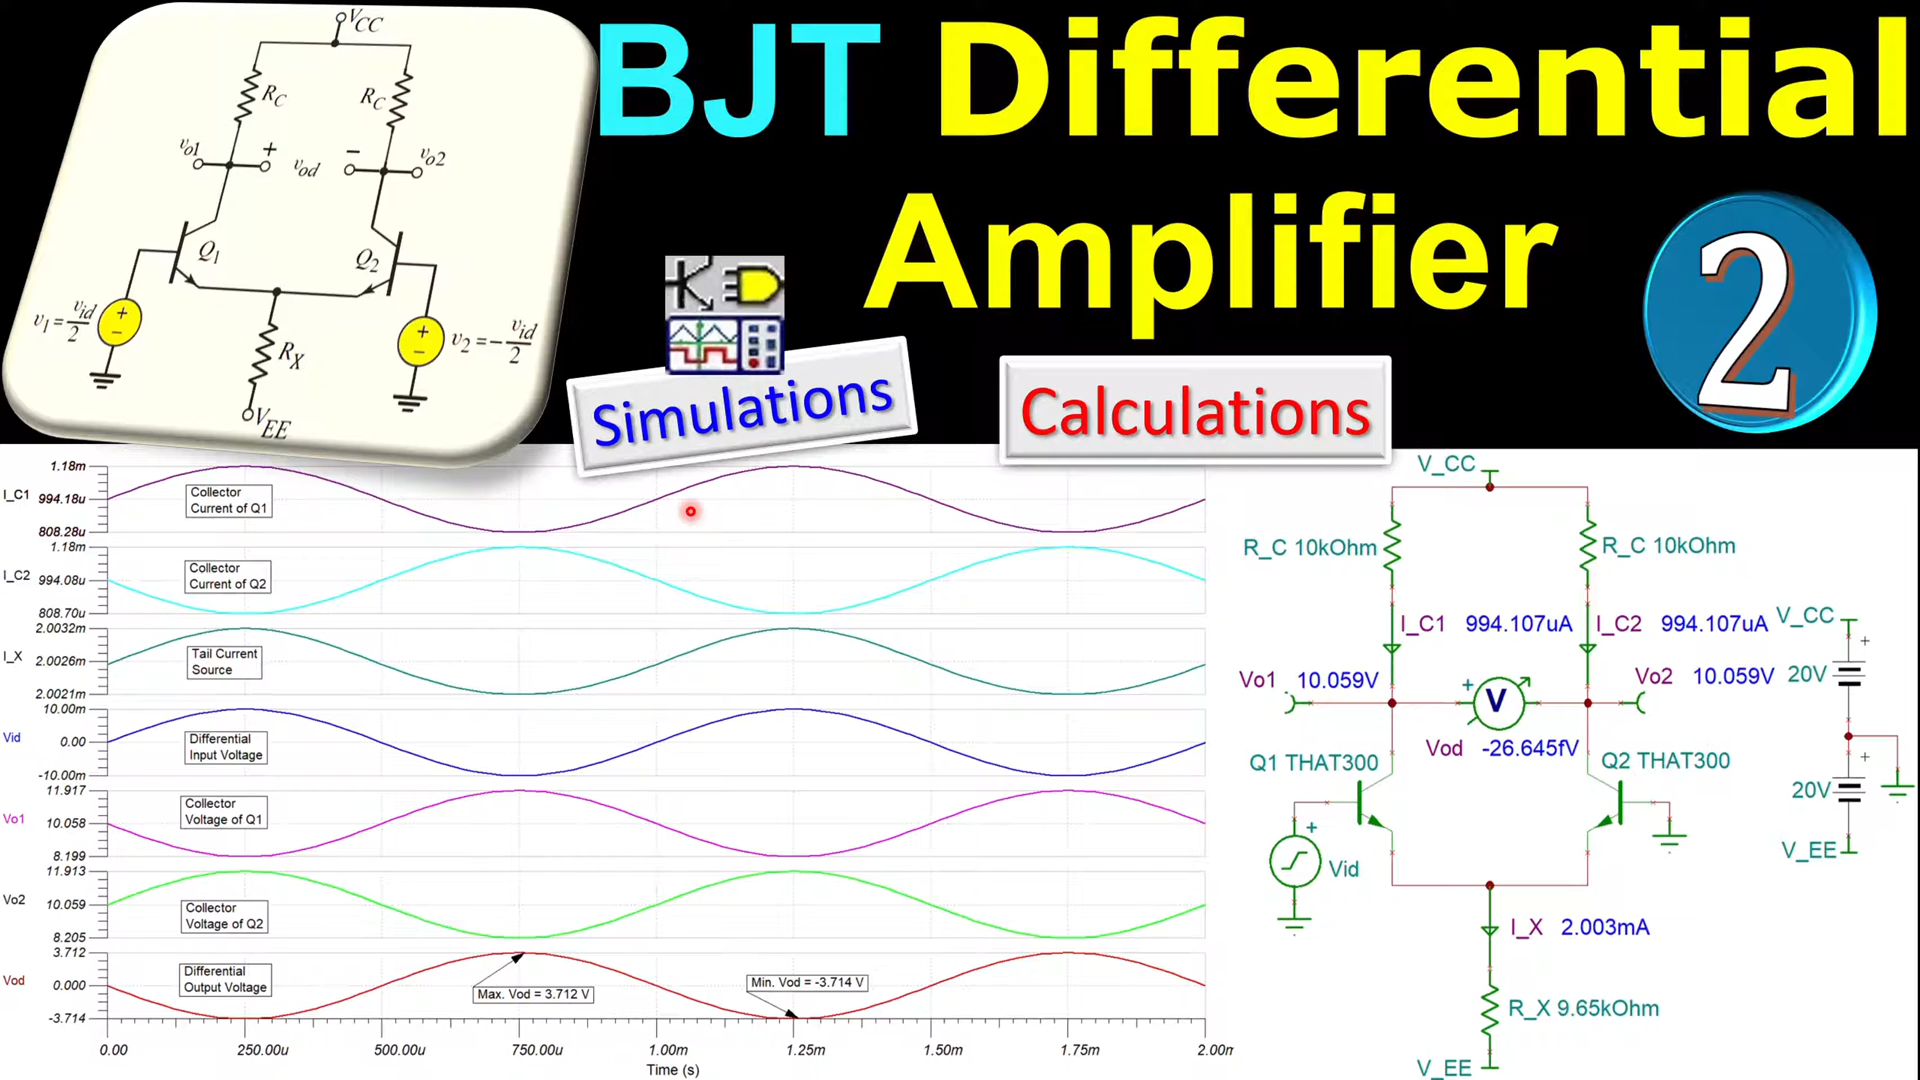 BJT Differential
Amplifier
2
Simulations
Calculations
VCC
RC
RC
vo1
+
vod
−
vo2
Q1
Q2
v1=vid/2
+
−
+
−
v2=−vid/2
RX
VEE
I_C1
1.18m
994.18u
808.28u
Collector
Current of Q1
I_C2
1.18m
994.08u
808.70u
Collector
Current of Q2
I_X
2.0032m
2.0026m
2.0021m
Tail Current
Source
Vid
10.00m
0.00
-10.00m
Differential
Input Voltage
Vo1
11.917
10.058
8.199
Collector
Voltage of Q1
Vo2
11.913
10.059
8.205
Collector
Voltage of Q2
Vod
3.712
0.000
-3.714
Differential
Output Voltage
Max. Vod = 3.712 V
Min. Vod = -3.714 V
0.00 250.00u 500.00u 750.00u 1.00m 1.25m 1.50m 1.75m 2.00m
Time (s)
V_CC
R_C 10kOhm
R_C 10kOhm
I_C1 994.107uA
I_C2 994.107uA
Vo1 10.059V
Vo2 10.059V
+
V
Vod -26.645fV
Q1 THAT300
Q2 THAT300
+
Vid
I_X 2.003mA
R_X 9.65kOhm
V_EE
V_CC
+
20V
+
20V
V_EE